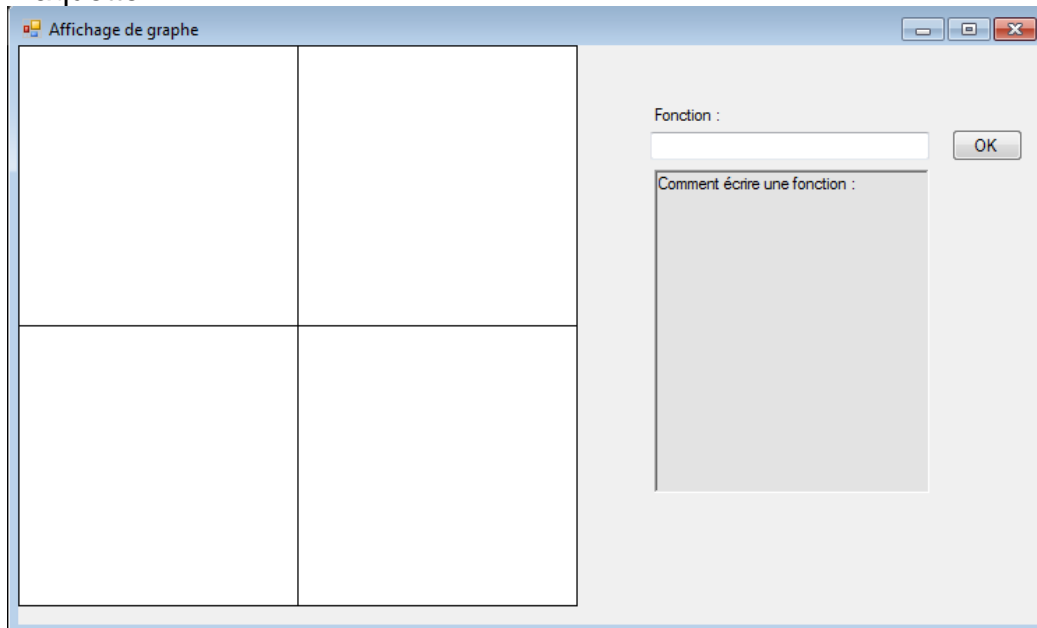 Affichage de graphe
Fonction :
OK
Comment écrire une fonction :